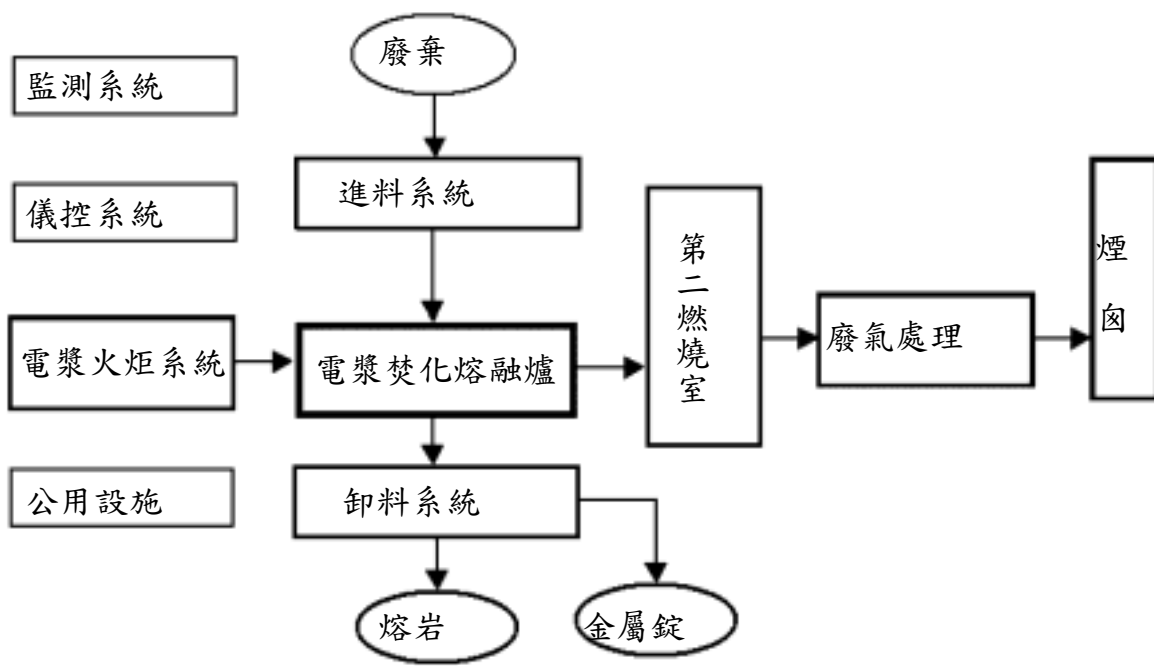 廢棄
監測系統
進料系統
儀控系統
第二燃燒室
煙囪
電漿火炬系統
電漿焚化熔融爐
廢氣處理
公用設施
卸料系統
熔岩
金屬錠